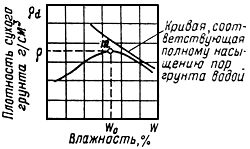 ρd
ρ
Плотность сухого
грунта г/см³
Кривая, соот-
ветствующая
полному насы-
щению пор
грунта водой
W₀
W
Влажность, %